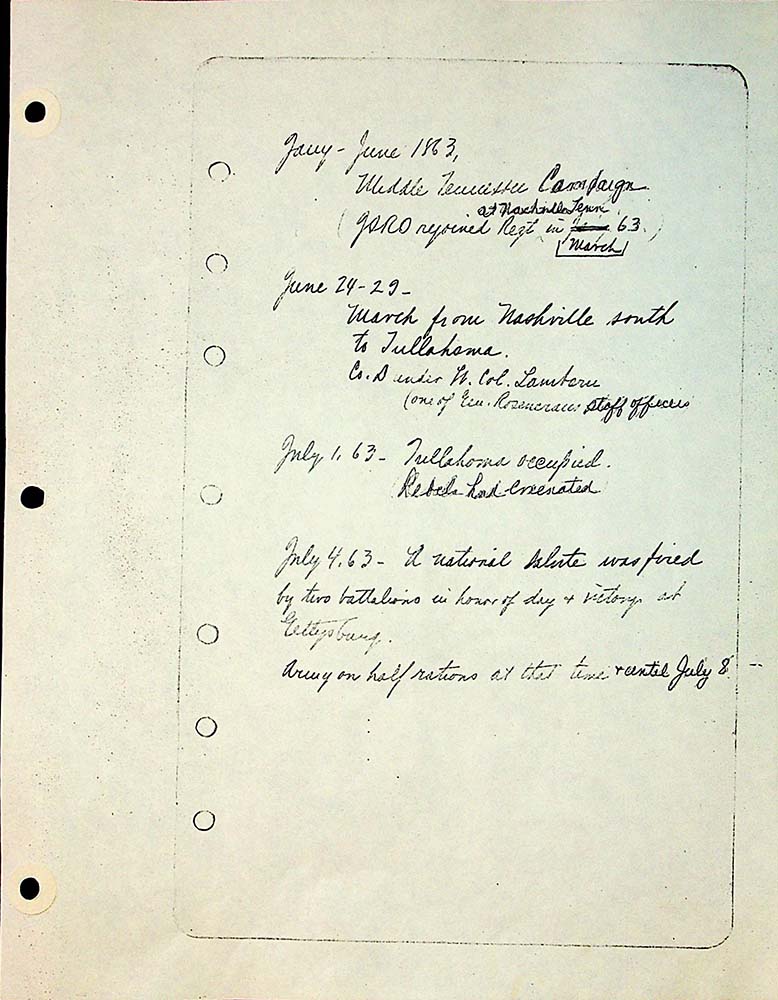 Jany - June 1863,
Middle Tennessee Campaign
at Nashville Tenn
(JSRO rejoined Regt in 63.)
March
June 24-29-
March from Nashville south
to Tullahoma.
Co. D under Lt. Col. Lamborn
(one of Gen. Rosencrans staff officers
July 1, 63- Tullahoma occupied.
Rebels had evacuated
July 4, 63- A national salute was fired
by two battalions in honor of day + victory at
Gettysburg.
Army on half rations at that time + until July 8.